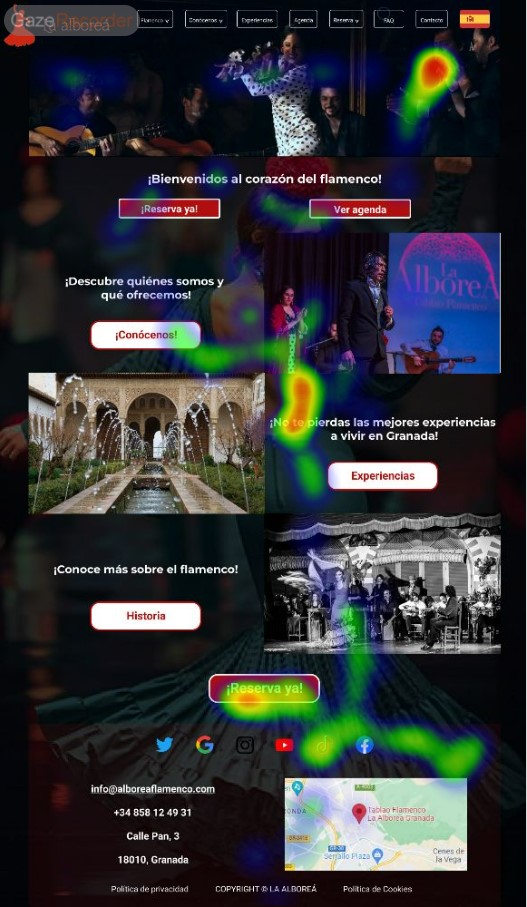 GazeRecorder
La alboreá
Flamenco
Conócenos
Experiencias
Agenda
Reserva
FAQ
Contacto
¡Bienvenidos al corazón del flamenco!
¡Reserva ya!
Ver agenda
¡Descubre quiénes somos y
qué ofrecemos!
¡Conócenos!
La
AlboreÁ
Tablao Flamenco
¡No te pierdas las mejores experiencias
a vivir en Granada!
Experiencias
¡Conoce más sobre el flamenco!
Historia
¡Reserva ya!
info@alboreaflamenco.com
+34 858 12 49 31
Calle Pan, 3
18010, Granada
Tablao Flamenco
La Alborea Granada
Serrallo Plaza
Cenes de
la Vega
Política de privacidad
COPYRIGHT © LA ALBOREÁ
Política de Cookies